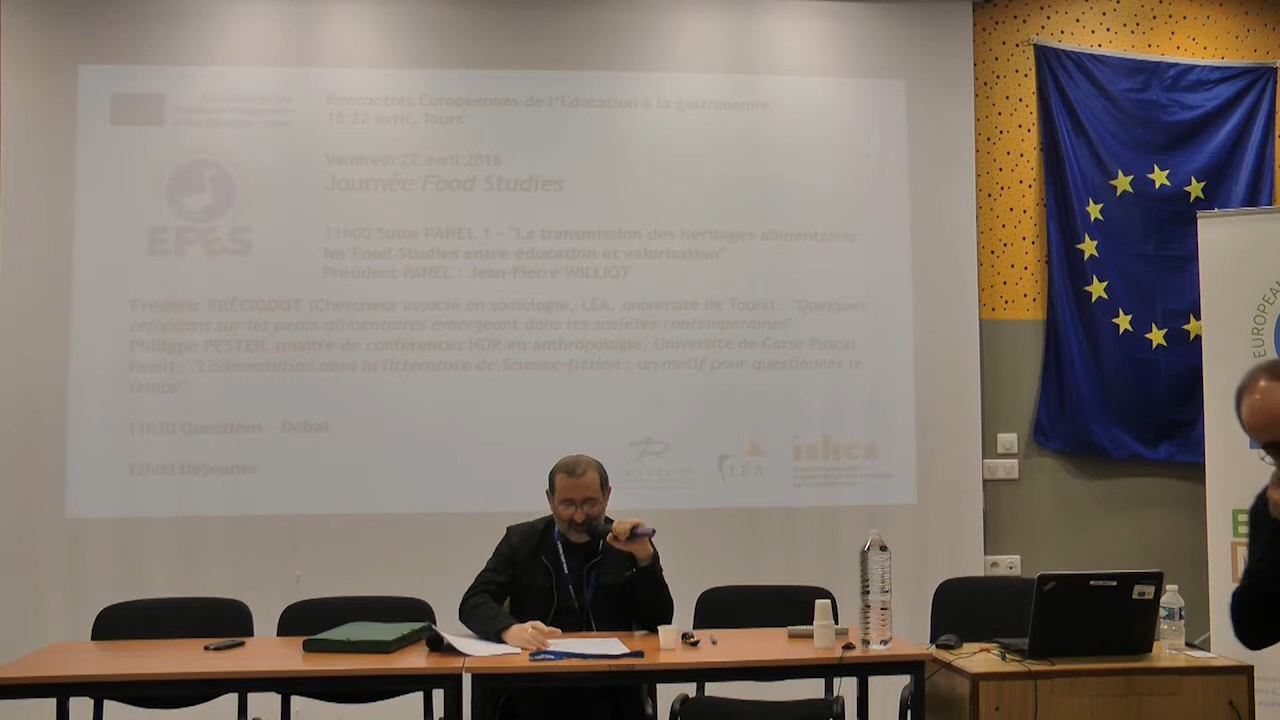 Rencontres Européennes de l'Education à la gastronomie
18-22 avril, Tours
Vendredi 22 avril 2016
Journée Food Studies
EPES
11h00 Suite PANEL 1 - "La transmission des héritages alimentaires
les Food Studies entre éducation et valorisation"
Président PANEL : Jean-Pierre WILLIOT
Frédéric PRÉCIGOUT (Chercheur associé en sociologie, LÉA, université de Tours) : "Quelques
réflexions sur les peurs alimentaires émergeant dans les sociétés contemporaines"
Philippe PESTEIL (maître de conférences HDR en anthropologie, Université de Corse Pascal
Paoli) : "L'alimentation dans la littérature de Science-fiction : un motif pour questionner le
temps"
11h30 Questions - Débat
12h00 Déjeuner
LÉA
EUROPEAN